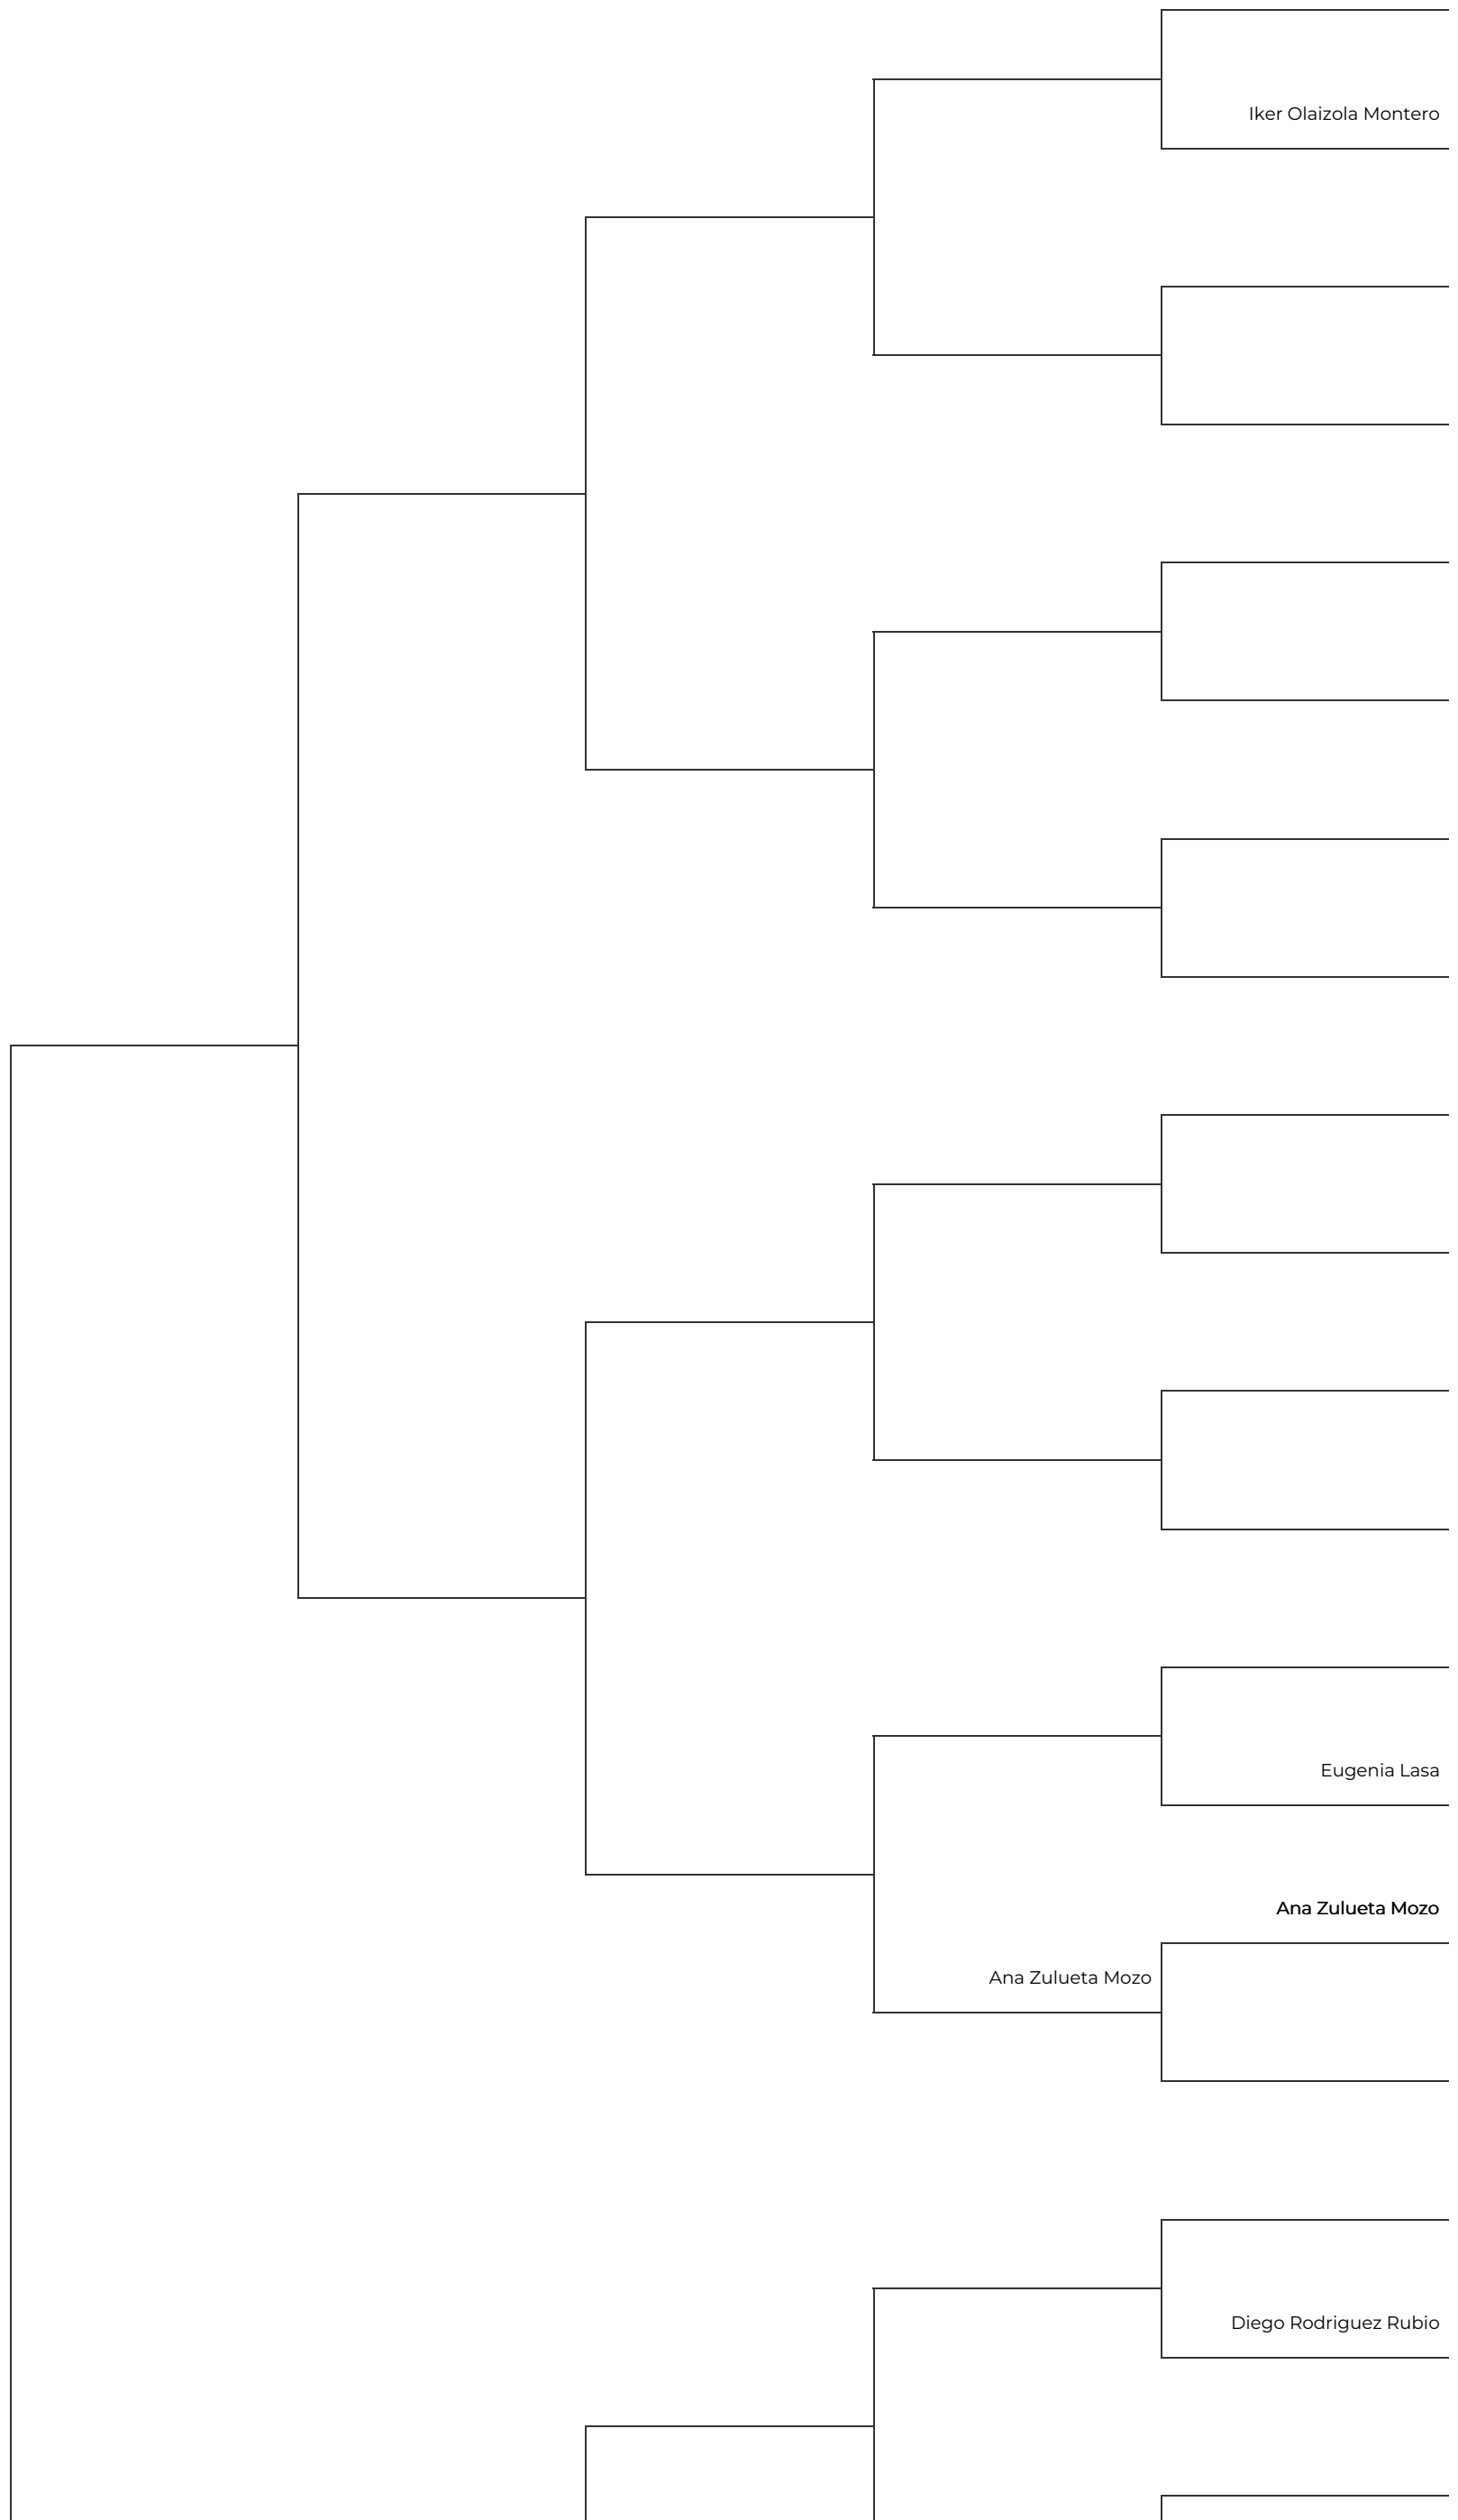 Iker Olaizola Montero
Eugenia Lasa
Ana Zulueta Mozo
Ana Zulueta Mozo
Diego Rodriguez Rubio